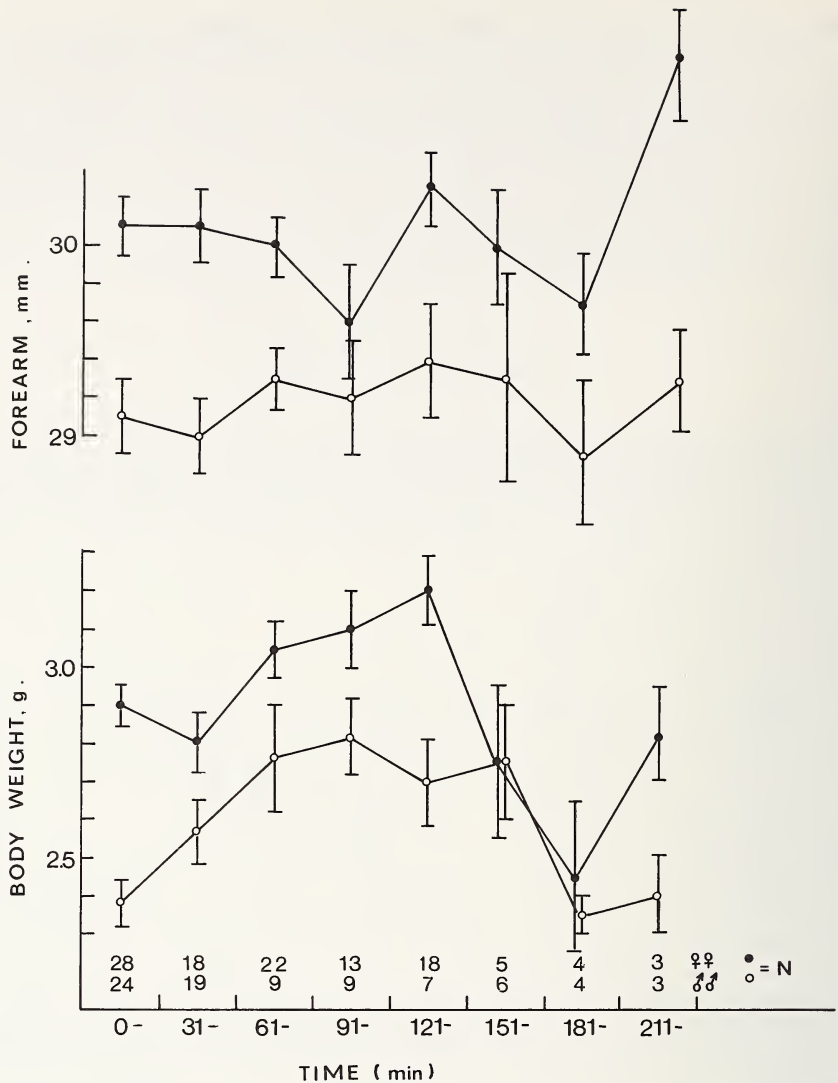 FOREARM, mm.
30
29
BODY WEIGHT, g.
3.0
2.5
28 18 22 13 18 5 4 3 ♀♀ ● = N
24 19 9 9 7 6 4 3 ♂♂ ○
0- 31- 61- 91- 121- 151- 181- 211-
TIME (min)